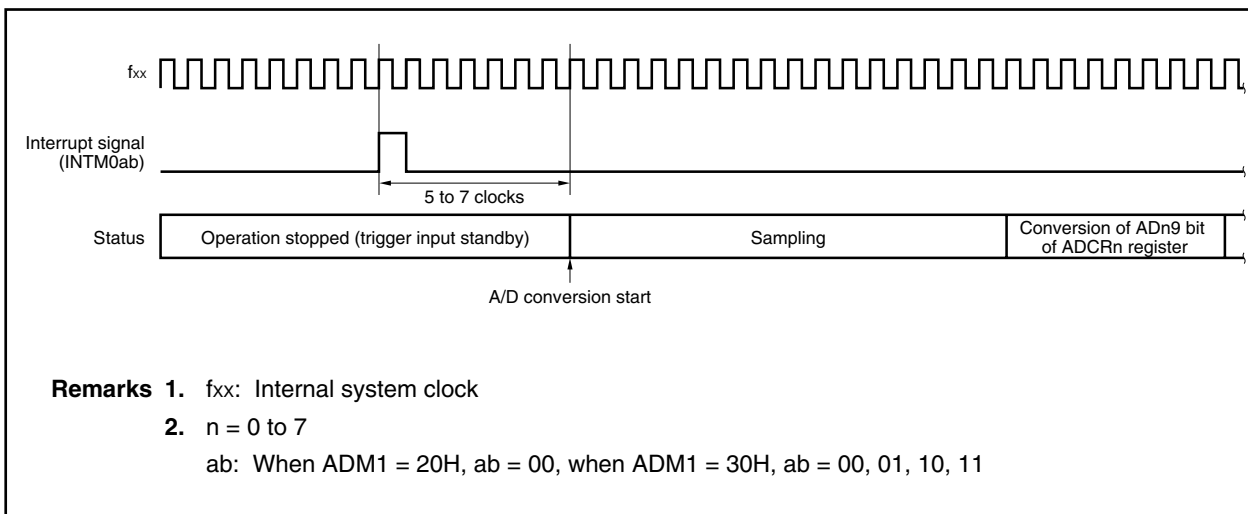 fxx
Interrupt signal
(INTM0ab)
5 to 7 clocks
Status
Operation stopped (trigger input standby)
Sampling
Conversion of ADn9 bit
of ADCRn register
A/D conversion start
Remarks 1. fxx: Internal system clock
2. n = 0 to 7
ab: When ADM1 = 20H, ab = 00, when ADM1 = 30H, ab = 00, 01, 10, 11